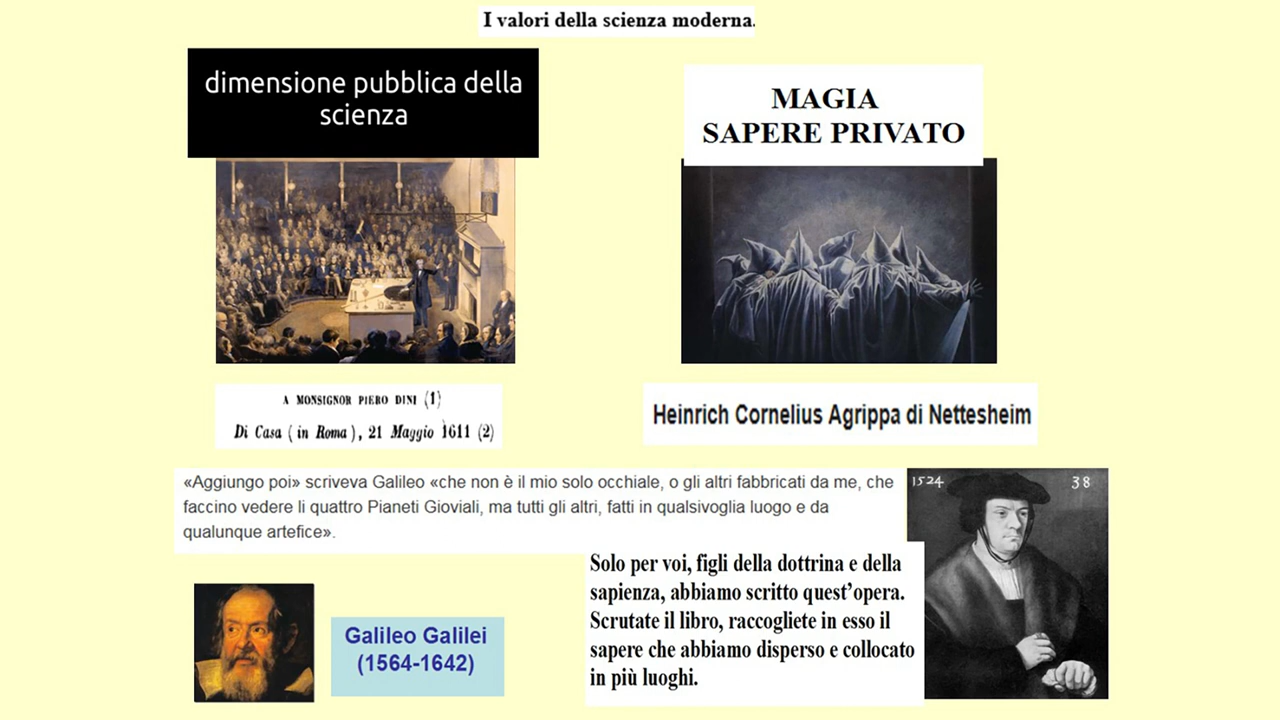 I valori della scienza moderna.
dimensione pubblica della
scienza
MAGIA
SAPERE PRIVATO
A MONSIGNOR PIERO DINI (1)
Di Casa ( in Roma ), 21 Maggio 1611 (2)
Heinrich Cornelius Agrippa di Nettesheim
«Aggiungo poi» scriveva Galileo «che non è il mio solo occhiale, o gli altri fabbricati da me, che
faccino vedere li quattro Pianeti Gioviali, ma tutti gli altri, fatti in qualsivoglia luogo e da
qualunque artefice».
1524 38
Solo per voi, figli della dottrina e della
sapienza, abbiamo scritto quest'opera.
Scrutate il libro, raccogliete in esso il
sapere che abbiamo disperso e collocato
in più luoghi.
Galileo Galilei
(1564-1642)